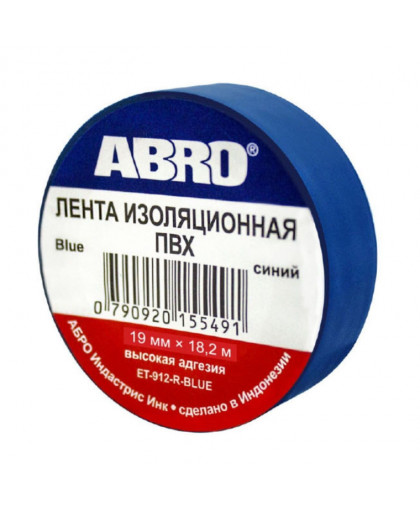 ABRO®
ЛЕНТА ИЗОЛЯЦИОННАЯ
ПВХ
Blue
синий
0 790920 155491
19 мм × 18,2 м
высокая адгезия
ET-912-R-BLUE
АБРО Индастрис Инк • сделано в Индонезии